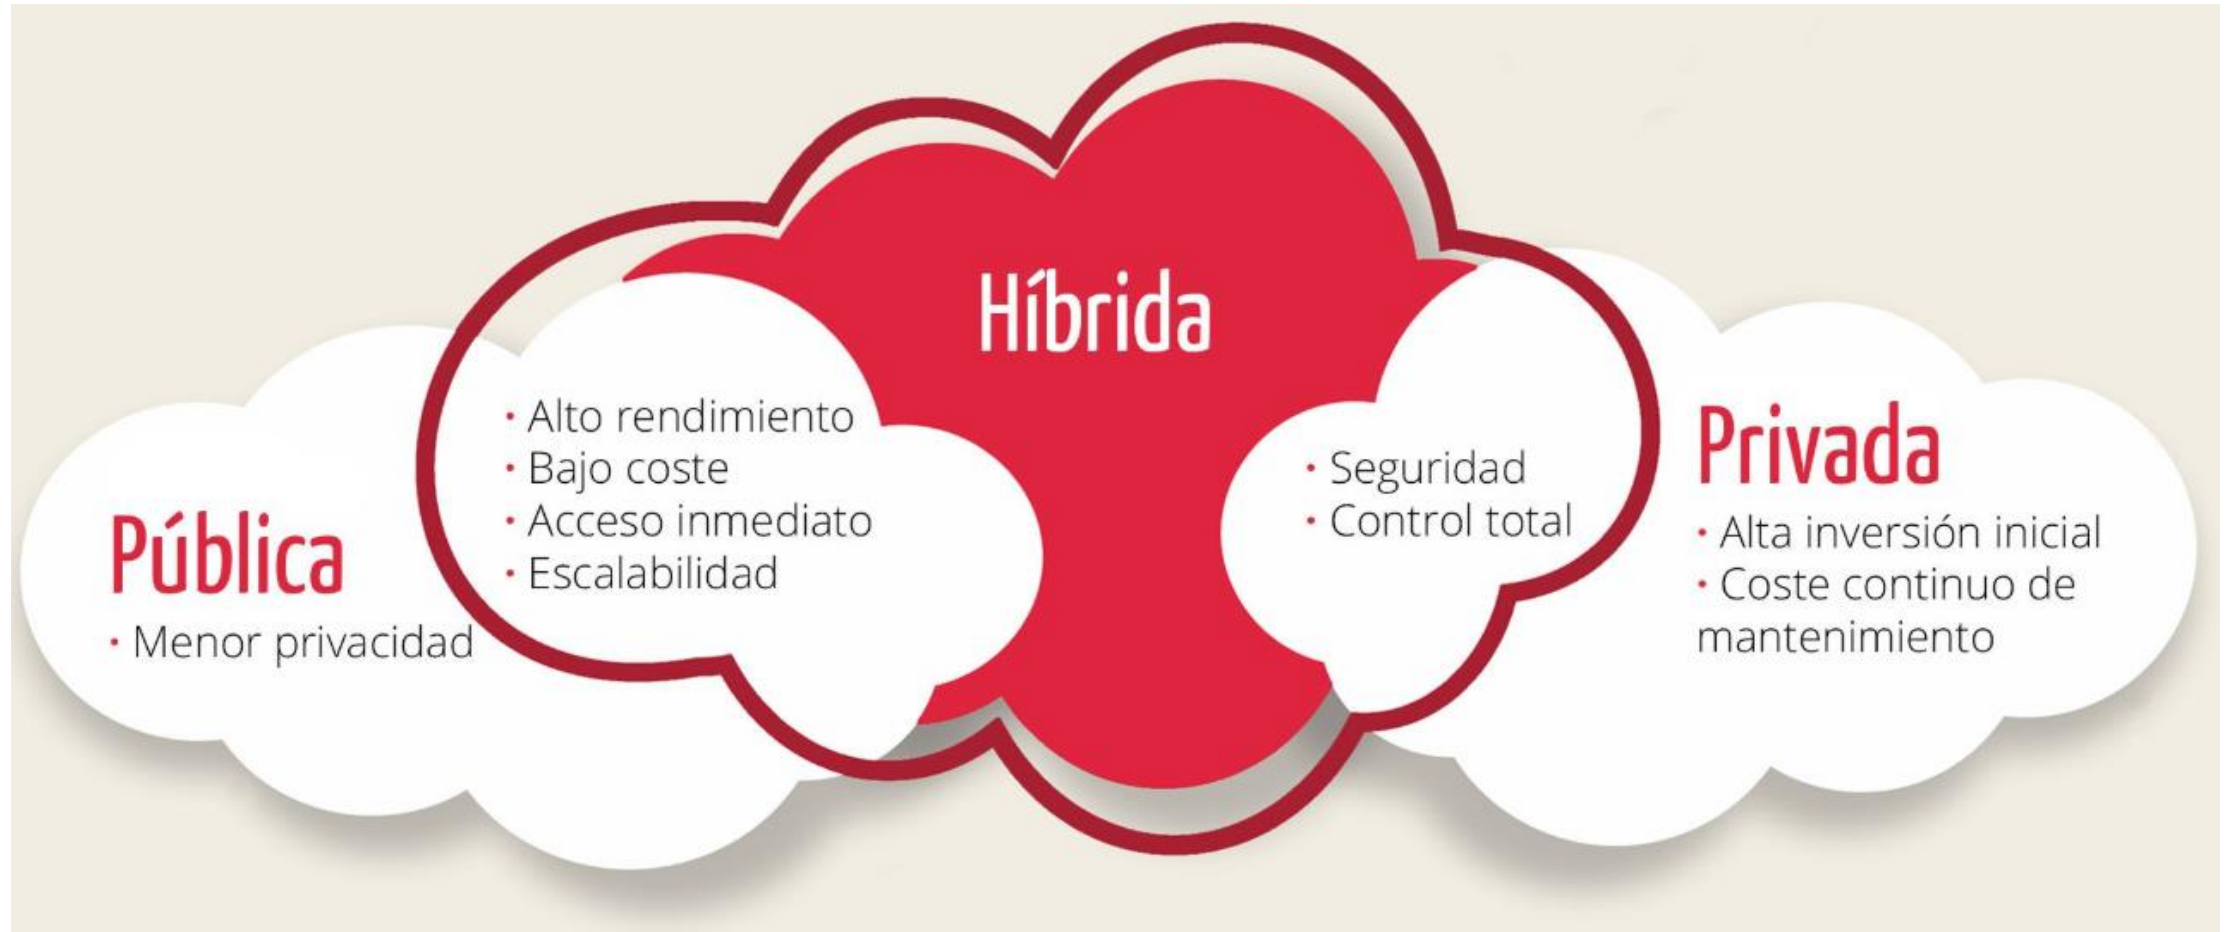 Híbrida
Pública
· Menor privacidad
· Alto rendimiento
· Bajo coste
· Acceso inmediato
· Escalabilidad
· Seguridad
· Control total
Privada
· Alta inversión inicial
· Coste continuo de
mantenimiento